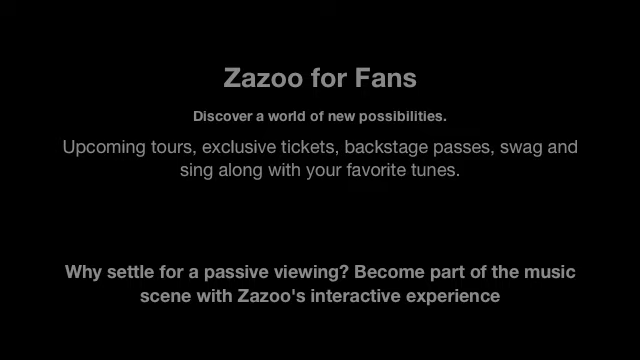 Zazoo for Fans
Discover a world of new possibilities.
Upcoming tours, exclusive tickets, backstage passes, swag and
sing along with your favorite tunes.
Why settle for a passive viewing? Become part of the music
scene with Zazoo's interactive experience